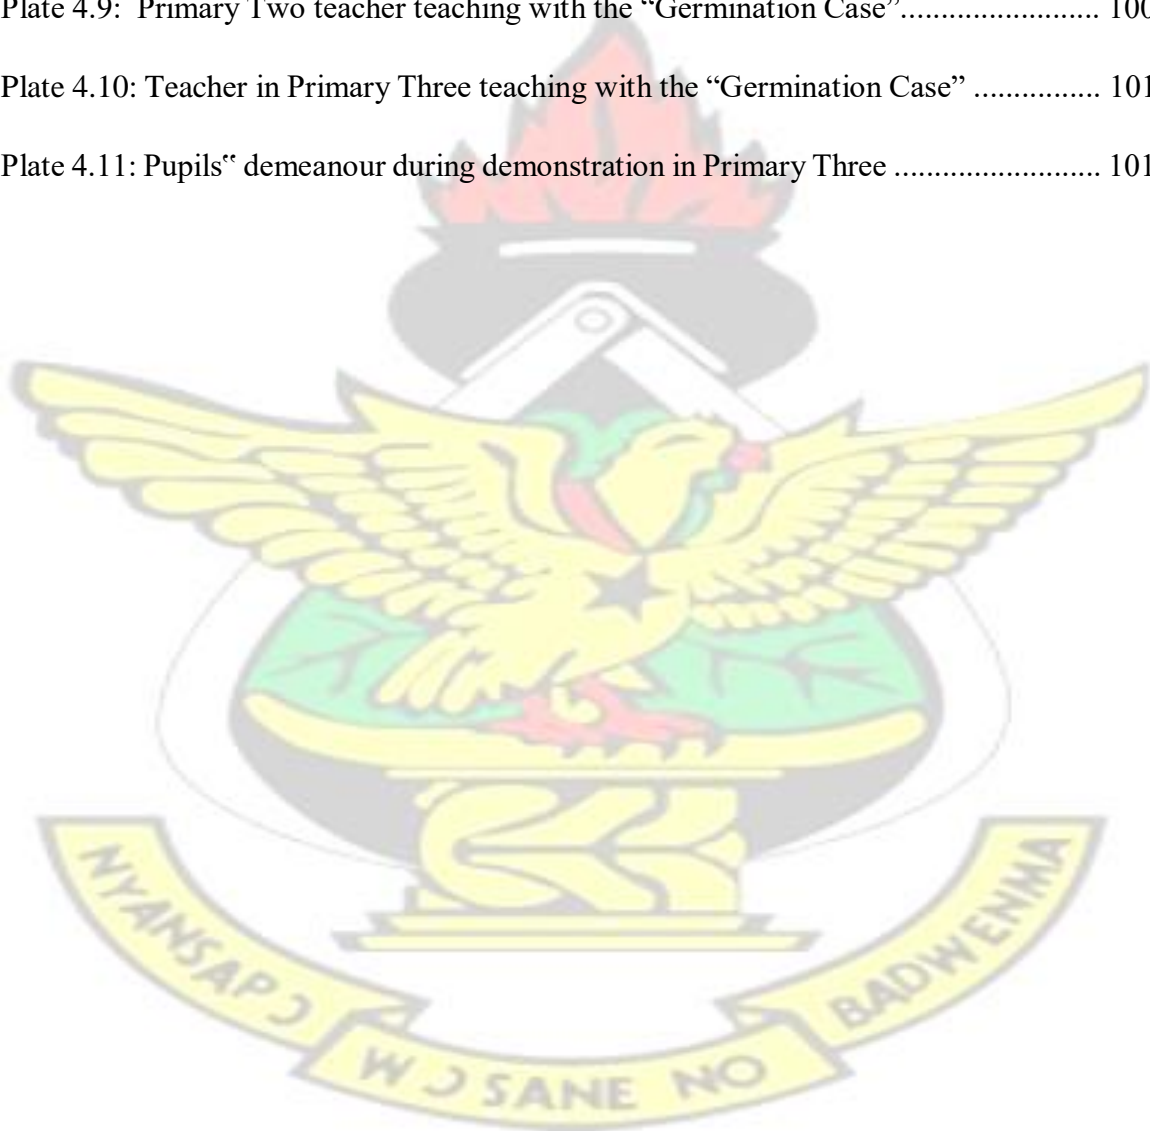 Plate 4.9:  Primary Two teacher teaching with the “Germination Case”......................... 100
Plate 4.10: Teacher in Primary Three teaching with the “Germination Case” ................ 101
Plate 4.11: Pupils‟ demeanour during demonstration in Primary Three .......................... 101
NYANSAPƆ
WƆSANE NO
BADWENMA